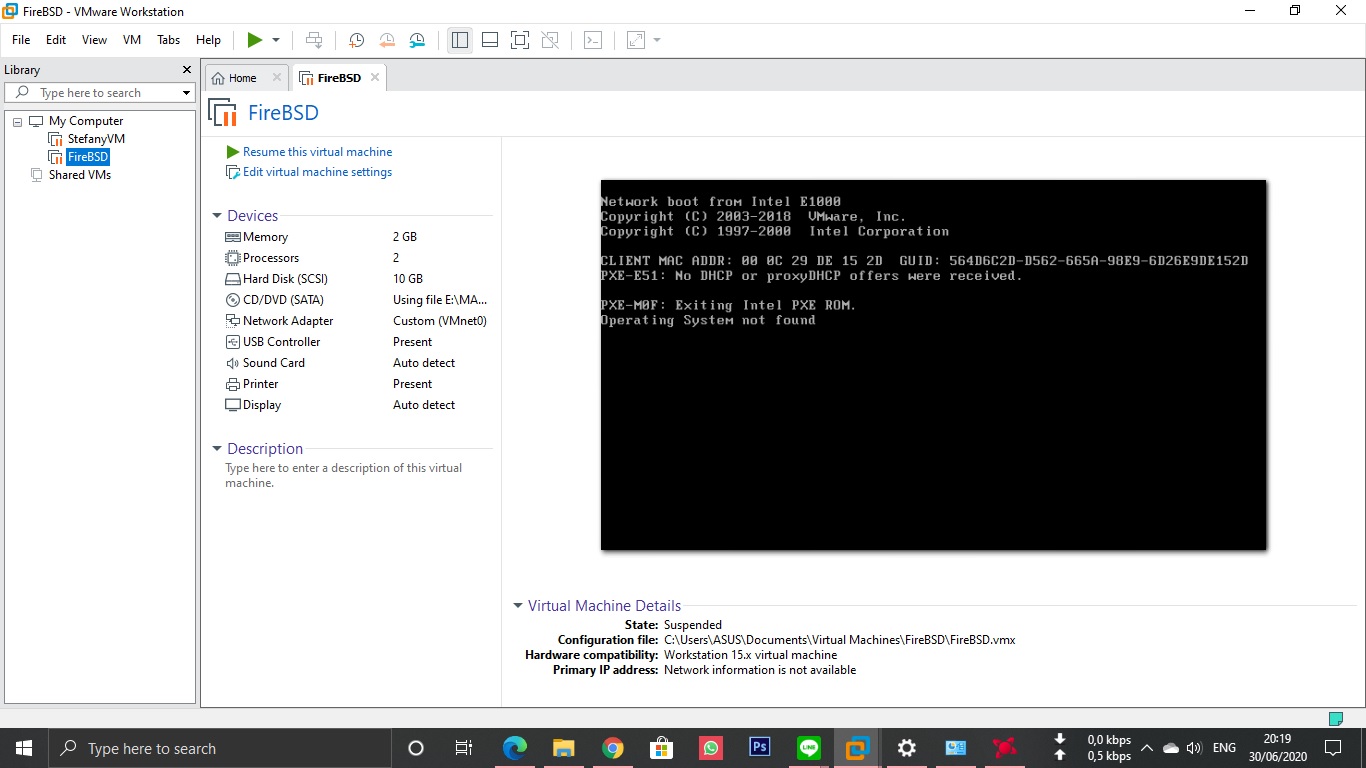 FireBSD - VMware Workstation
File Edit View VM Tabs Help
Library
Type here to search
My Computer
StefanyVM
FireBSD
Shared VMs
Home
FireBSD
FireBSD
Resume this virtual machine
Edit virtual machine settings
Devices
Memory 2 GB
Processors 2
Hard Disk (SCSI) 10 GB
CD/DVD (SATA) Using file E:\MA...
Network Adapter Custom (VMnet0)
USB Controller Present
Sound Card Auto detect
Printer Present
Display Auto detect
Description
Type here to enter a description of this virtual
machine.
Network boot from Intel E1000
Copyright (C) 2003-2018 VMware, Inc.
Copyright (C) 1997-2000 Intel Corporation
CLIENT MAC ADDR: 00 0C 29 DE 15 2D GUID: 564D6C2D-D562-665A-98E9-6D26E9DE152D
PXE-E51: No DHCP or proxyDHCP offers were received.
PXE-M0F: Exiting Intel PXE ROM.
Operating System not found
Virtual Machine Details
State: Suspended
Configuration file: C:\Users\ASUS\Documents\Virtual Machines\FireBSD\FireBSD.vmx
Hardware compatibility: Workstation 15.x virtual machine
Primary IP address: Network information is not available
Type here to search
Ps
LINE
0,0 kbps
0,5 kbps
ENG
20:19
30/06/2020